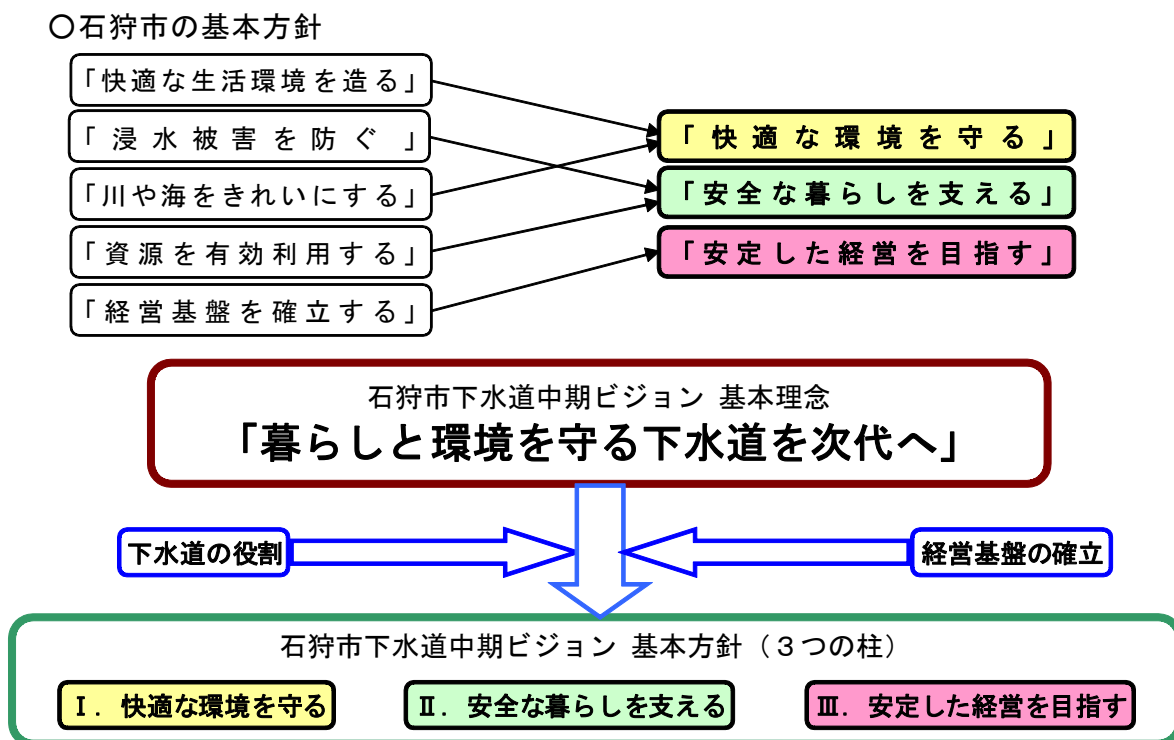 〇石狩市の基本方針
「快適な生活環境を造る」
「浸水被害を防ぐ」
「川や海をきれいにする」
「資源を有効利用する」
「経営基盤を確立する」
「快適な環境を守る」
「安全な暮らしを支える」
「安定した経営を目指す」
石狩市下水道中期ビジョン 基本理念
「暮らしと環境を守る下水道を次代へ」
下水道の役割
経営基盤の確立
石狩市下水道中期ビジョン 基本方針（３つの柱）
Ⅰ．快適な環境を守る
Ⅱ．安全な暮らしを支える
Ⅲ．安定した経営を目指す